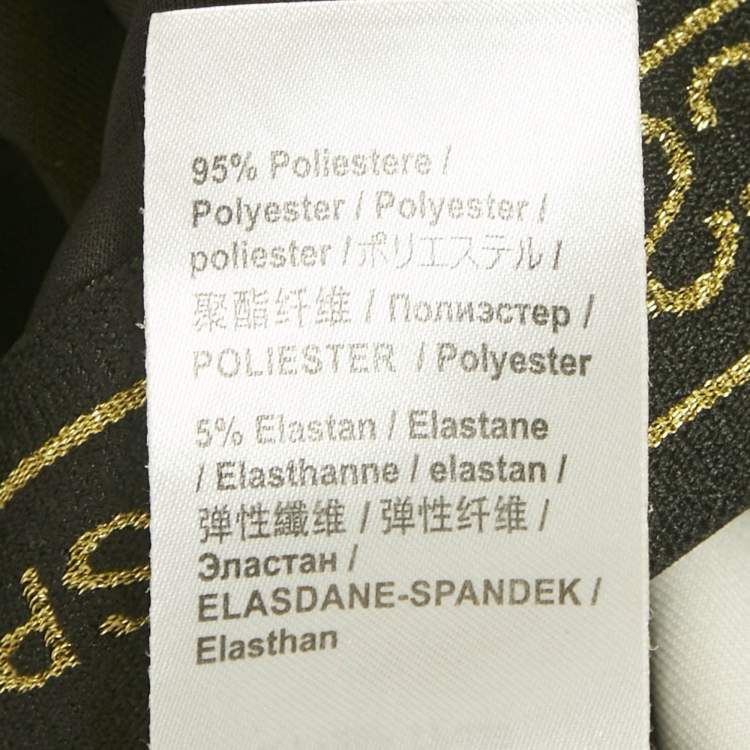 95% Poliestere /
Polyester / Polyester /
poliester / ポリエステル /
聚酯纤维 / Полиэстер /
POLIESTER / Polyester
5% Elastan / Elastane
/ Elasthanne / elastan /
弹性纖维 / 弹性纤维 /
Эластан /
ELASDANE-SPANDEK /
Elasthan